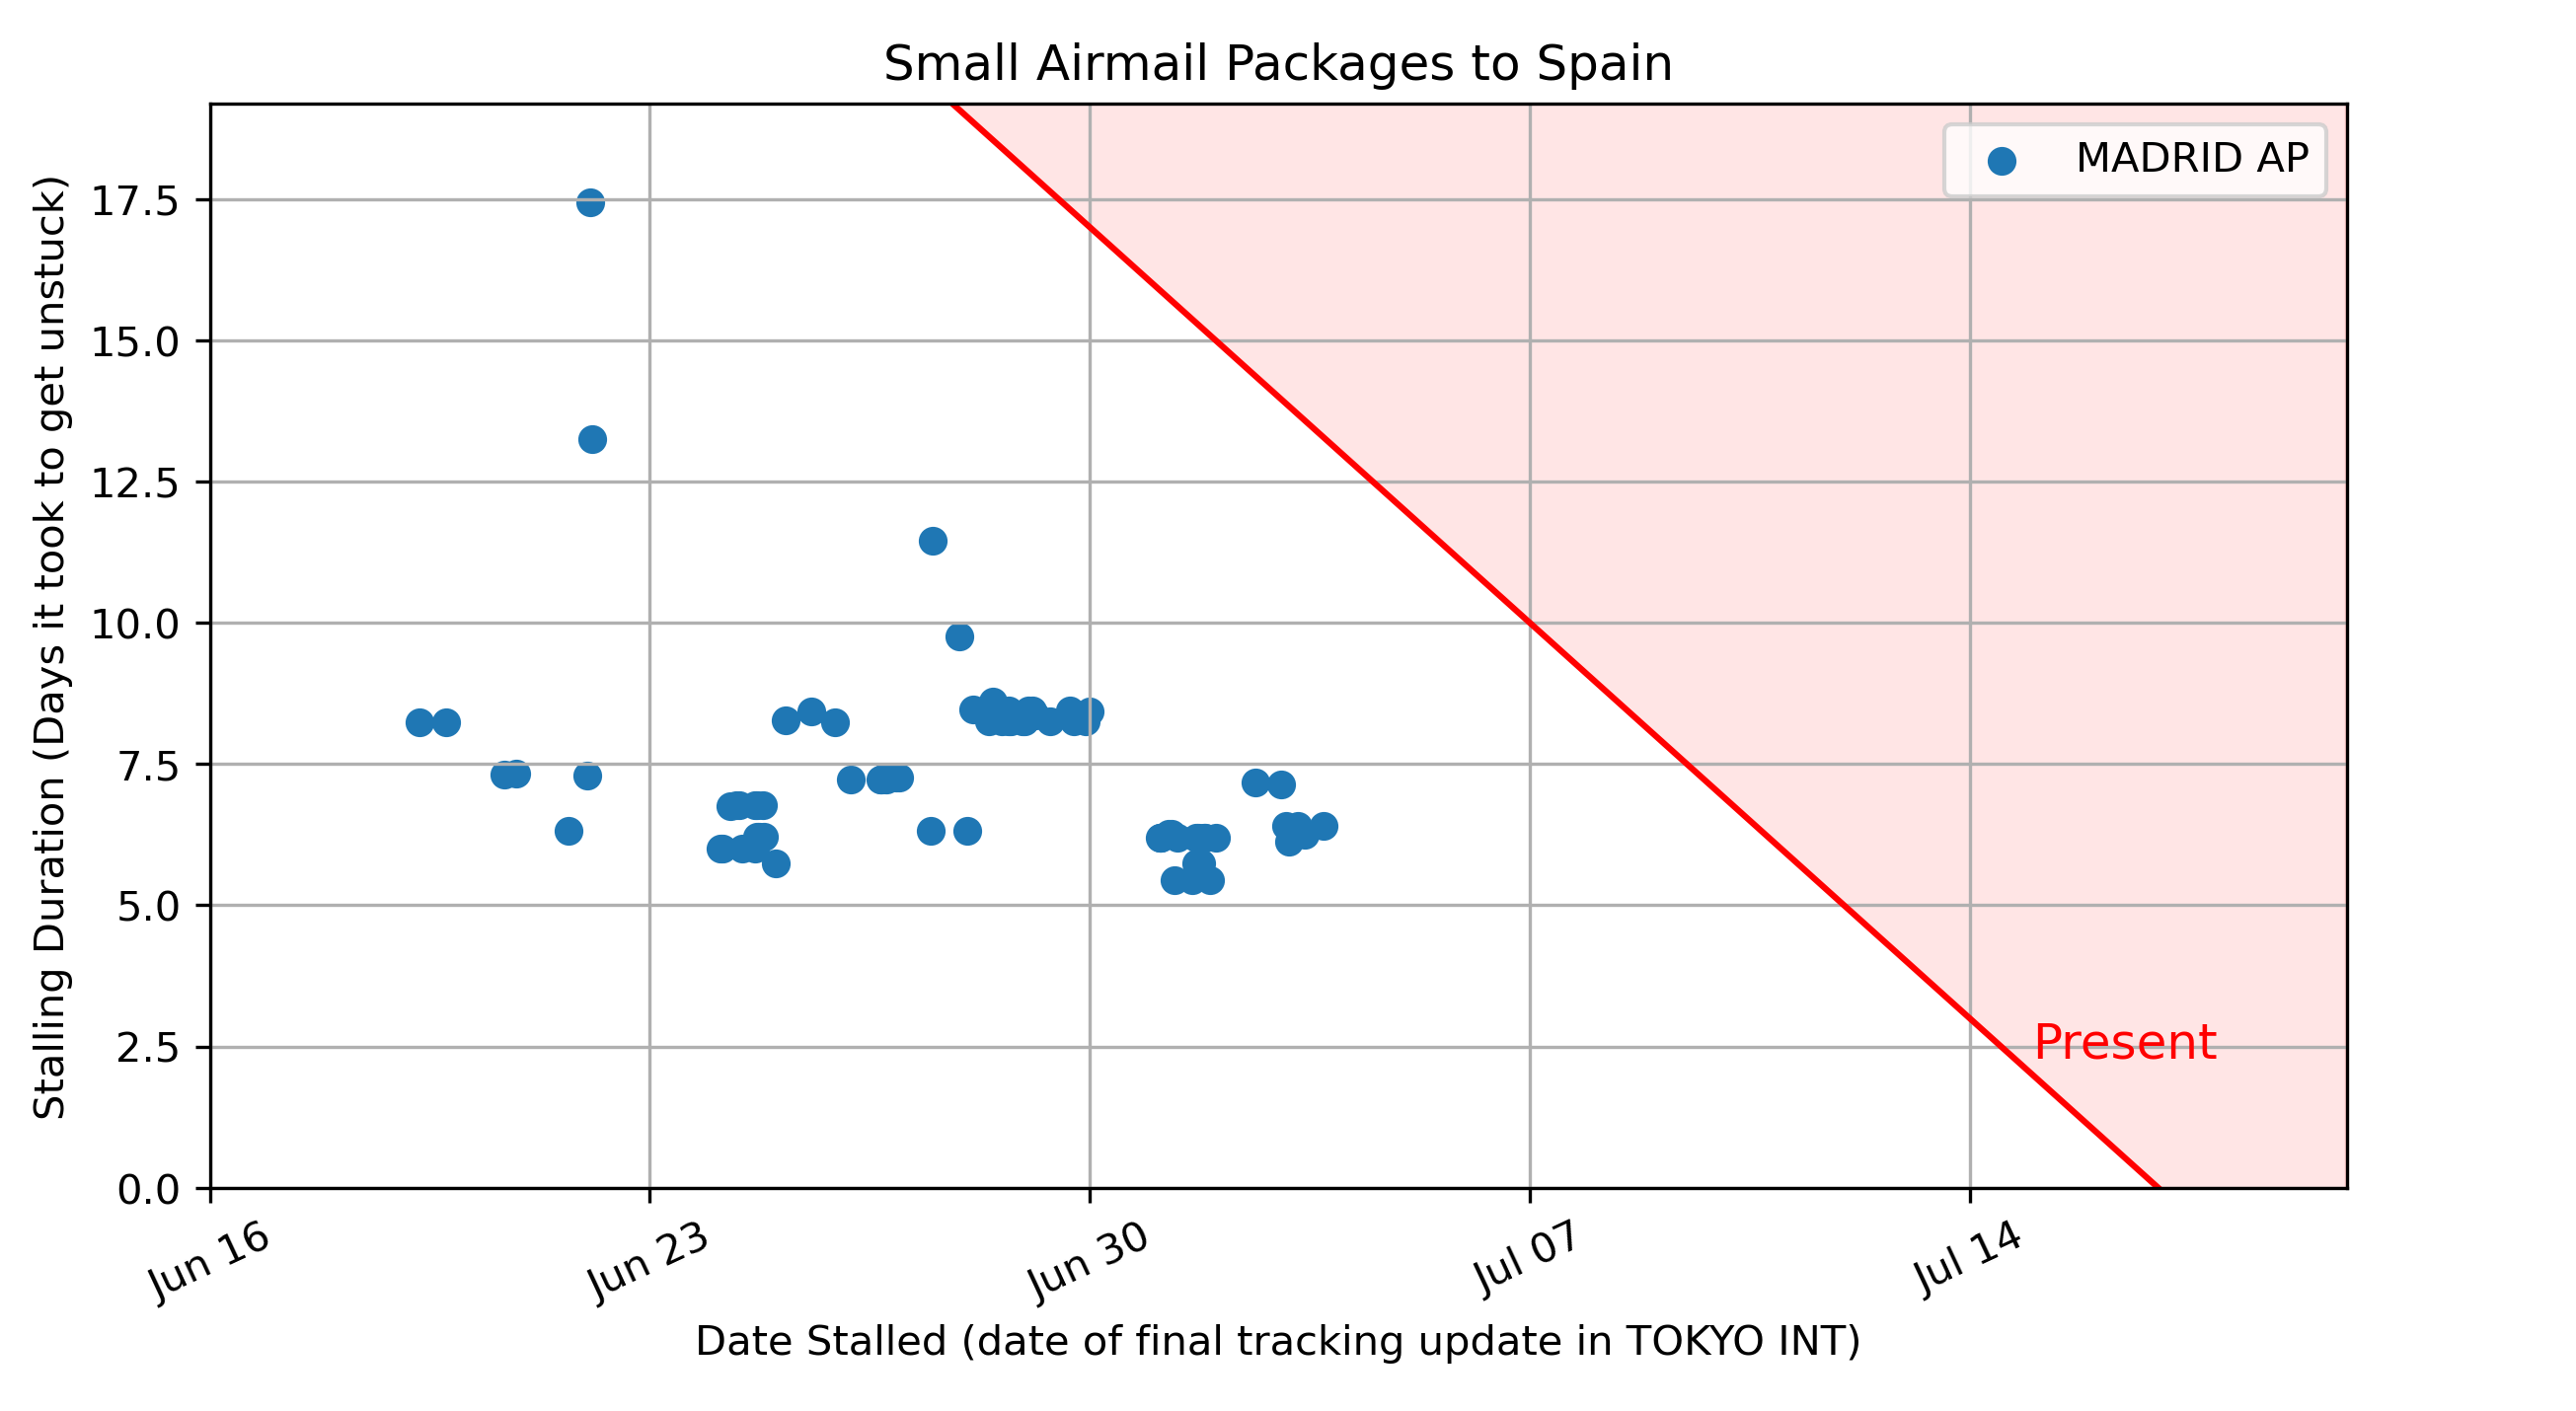 Small Airmail Packages to Spain
MADRID AP
Stalling Duration (Days it took to get unstuck)
17.5
15.0
12.5
10.0
7.5
5.0
2.5
0.0
Present
Jun 16
Jun 23
Jun 30
Jul 07
Jul 14
Date Stalled (date of final tracking update in TOKYO INT)